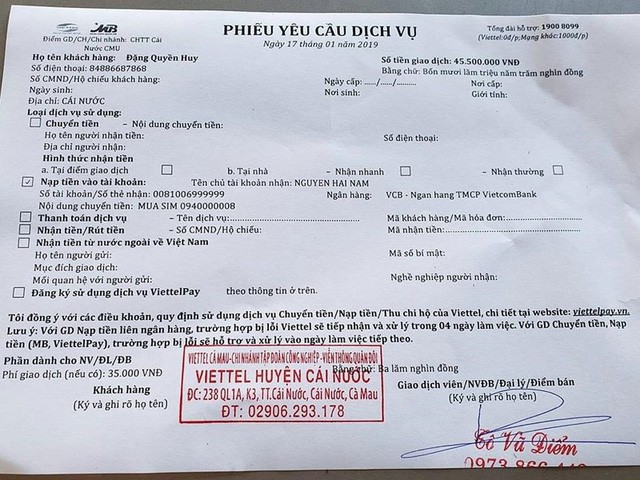 PHIẾU YÊU CẦU DỊCH VỤ
Ngày 17 tháng 01 năm 2019
Tổng đài hỗ trợ: 1900 8099
(Viettel:0đ/p; Mạng khác:1000đ/p)
MB
Điểm GD/CH/Chi nhánh: CHTT Cái Nước CMU
Họ tên khách hàng: Đặng Quyền Huy
Số tiền giao dịch: 45.500.000 VNĐ
Số điện thoại: 84886687868
Bằng chữ: Bốn mươi lăm triệu năm trăm nghìn đồng
Số CMND/Hộ chiếu khách hàng:
Ngày cấp: ...../....../..........
Nơi cấp:
Ngày sinh:
Nơi sinh:
Giới tính:
Địa chỉ: CÁI NƯỚC
Loại dịch vụ sử dụng:
Chuyển tiền – Nội dung chuyển tiền:
Họ tên người nhận tiền:
Số điện thoại:
Địa chỉ người nhận:
Hình thức nhận tiền
a. Tại điểm giao dịch
b. Tại nhà – Nhận nhanh – Nhận thường
Nạp tiền vào tài khoản: Tên chủ tài khoản nhận: NGUYEN HAI NAM
Số tài khoản/Số thẻ nhận: 0081006999999
Ngân hàng: VCB - Ngan hang TMCP VietcomBank
Nội dung chuyển tiền: MUA SIM 0940000008
Thanh toán dịch vụ – Tên dịch vụ:
Mã khách hàng/Mã hóa đơn:
Nhận tiền/Rút tiền – Số CMND/Hộ chiếu:
Mã nhận tiền:
Nhận tiền từ nước ngoài về Việt Nam
Họ tên người gửi:
Mã số bí mật:
Mục đích giao dịch:
Mối quan hệ với người gửi:
Nghề nghiệp người nhận:
Đăng ký sử dụng dịch vụ ViettelPay theo thông tin ở trên.
Tôi đồng ý với các điều khoản, quy định sử dụng dịch vụ Chuyển tiền/Nạp tiền/Thu chi hộ của Viettel, chi tiết tại website: viettelpay.vn.
Lưu ý: Với GD Nạp tiền liên ngân hàng, trường hợp bị lỗi Viettel sẽ tiếp nhận và xử lý trong 04 ngày làm việc. Với GD Chuyển tiền, Nạp
tiền (MB, ViettelPay), trường hợp bị lỗi sẽ hỗ trợ và xử lý vào ngày làm việc tiếp theo.
Phần dành cho NV/ĐL/ĐB
Phí giao dịch (nếu có): 35.000 VNĐ
Bằng chữ: Ba lăm nghìn đồng
Khách hàng
(Ký và ghi rõ họ tên)
VIETTEL CÀ MAU-CHI NHÁNH TẬP ĐOÀN CÔNG NGHIỆP-VIỄN THÔNG QUÂN ĐỘI
VIETTEL HUYỆN CÁI NƯỚC
ĐC: 238 QL1A, K3, TT.Cái Nước, Cái Nước, Cà Mau
ĐT: 02906.293.178
Giao dịch viên/NVĐB/Đại lý/Điểm bán
(Ký và ghi rõ họ tên)
Tô Vũ Điểm